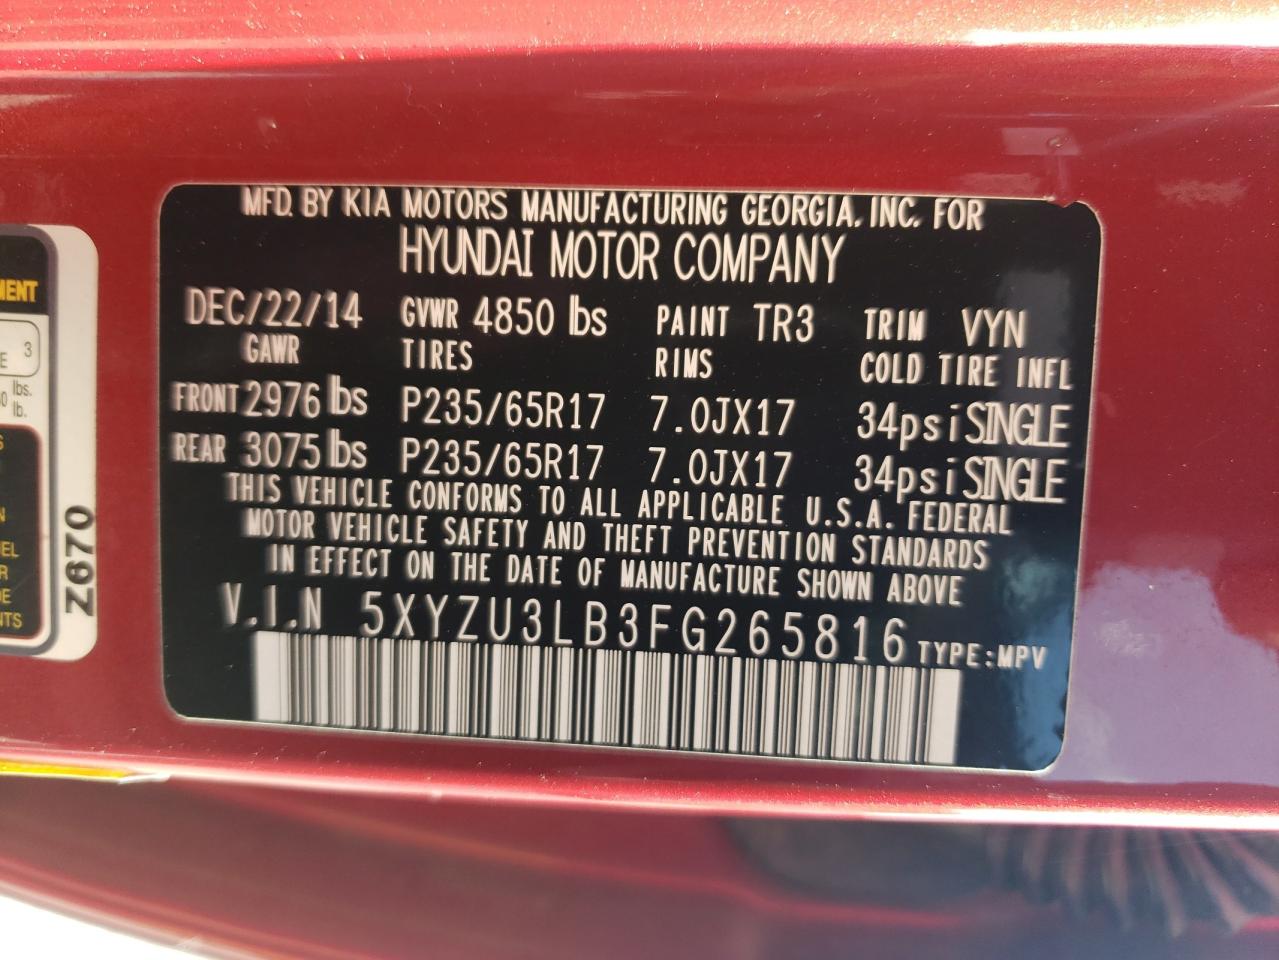 MFD. BY KIA MOTORS MANUFACTURING GEORGIA, INC. FOR
HYUNDAI MOTOR COMPANY
DEC/22/14 GVWR 4850 lbs PAINT TR3 TRIM VYN
GAWR TIRES RIMS COLD TIRE INFL
FRONT 2976 lbs P235/65R17 7.0JX17 34psi SINGLE
REAR 3075 lbs P235/65R17 7.0JX17 34psi SINGLE
THIS VEHICLE CONFORMS TO ALL APPLICABLE U.S.A. FEDERAL
MOTOR VEHICLE SAFETY AND THEFT PREVENTION STANDARDS
IN EFFECT ON THE DATE OF MANUFACTURE SHOWN ABOVE
V.I.N 5XYZU3LB3FG265816 TYPE:MPV
3
lbs.
lb.
Z670